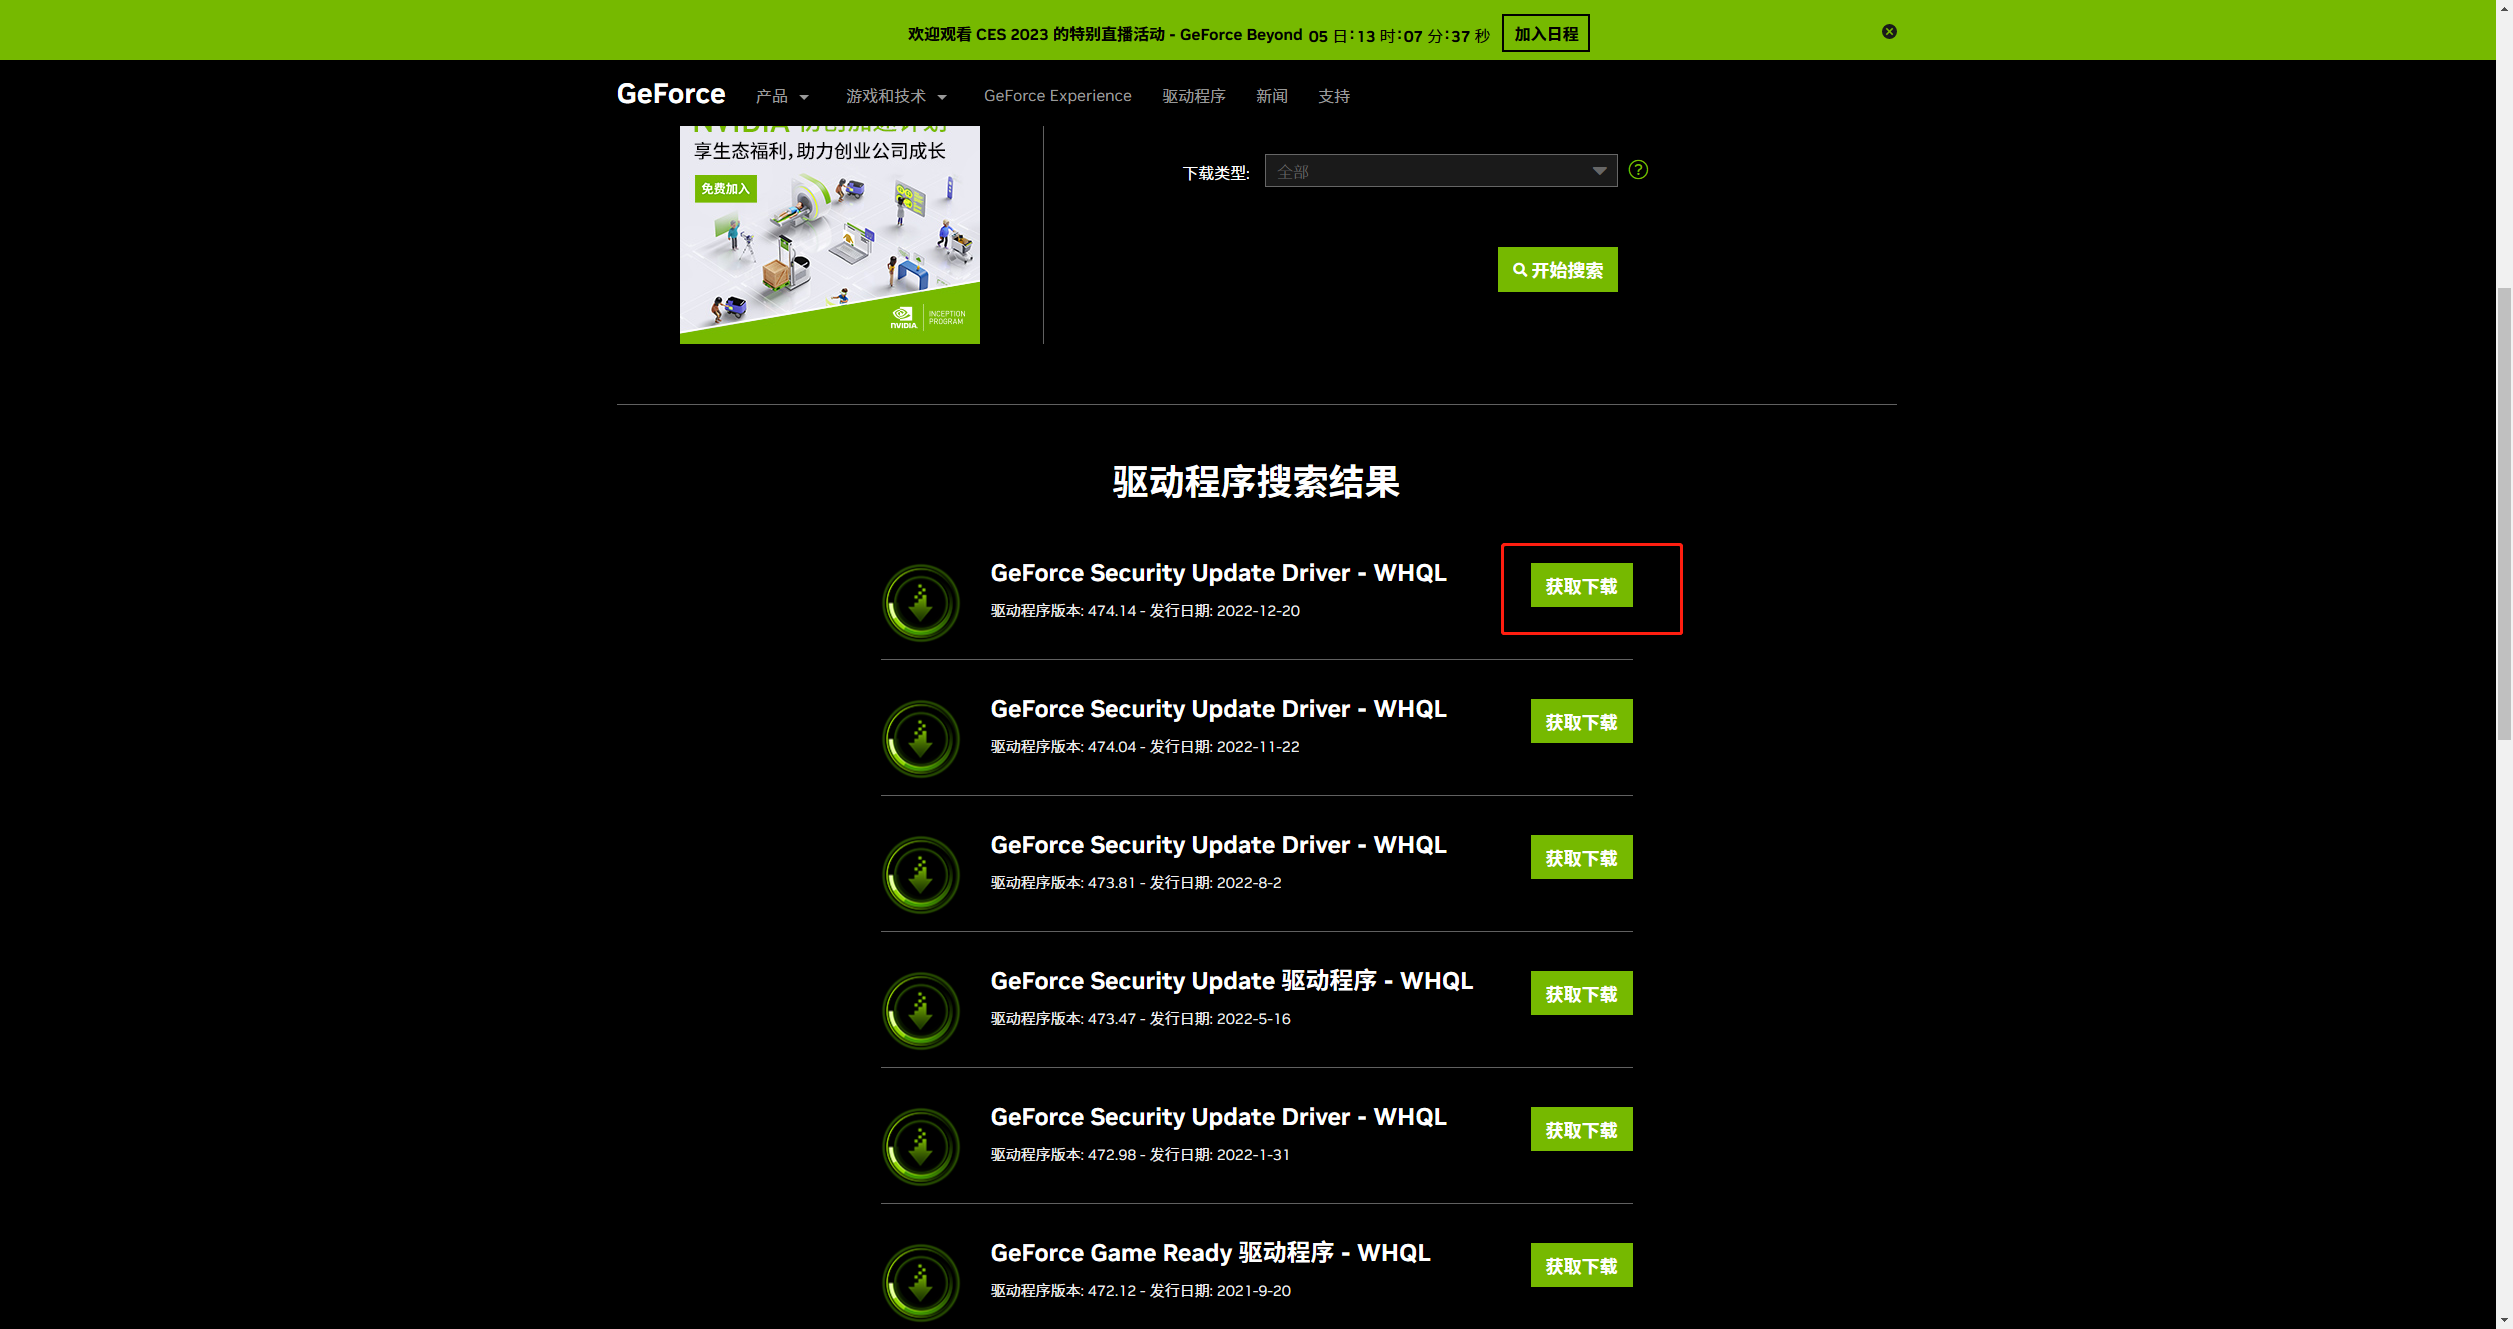 欢迎观看 CES 2023 的特别直播活动 - GeForce Beyond 05 日:13 时:07 分:37 秒 加入日程
GeForce 产品 游戏和技术 GeForce Experience 驱动程序 新闻 支持
NVIDIA 初创加速计划
享生态福利,助力创业公司成长
免费加入
NVIDIA. INCEPTION PROGRAM
下载类型: 全部 ?
开始搜索
驱动程序搜索结果
GeForce Security Update Driver - WHQL 获取下载
驱动程序版本: 474.14 - 发行日期: 2022-12-20
GeForce Security Update Driver - WHQL 获取下载
驱动程序版本: 474.04 - 发行日期: 2022-11-22
GeForce Security Update Driver - WHQL 获取下载
驱动程序版本: 473.81 - 发行日期: 2022-8-2
GeForce Security Update 驱动程序 - WHQL 获取下载
驱动程序版本: 473.47 - 发行日期: 2022-5-16
GeForce Security Update Driver - WHQL 获取下载
驱动程序版本: 472.98 - 发行日期: 2022-1-31
GeForce Game Ready 驱动程序 - WHQL 获取下载
驱动程序版本: 472.12 - 发行日期: 2021-9-20